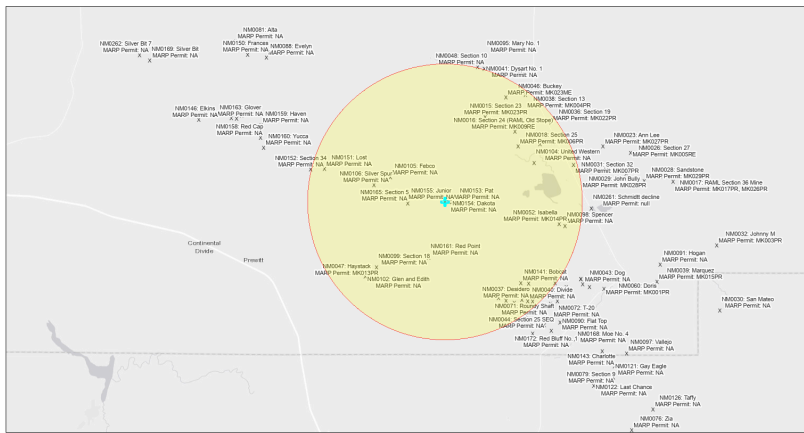 NM0081: Alta
MARP Permit: NA
NM0262: Silver Bit 7
MARP Permit: NA
NM0169: Silver Bit
MARP Permit: NA
NM0150: Frances
MARP Permit: NA
NM0088: Evelyn
MARP Permit: NA
NM0095: Mary No. 1
MARP Permit: NA
NM0048: Section 10
MARP Permit: NA
NM0041: Dysart No. 1
MARP Permit: NA
NM0046: Buckey
MARP Permit: MK023ME
NM0038: Section 13
MARP Permit: MK004PR
NM0015: Section 23
MARP Permit: MK023PR
NM0036: Section 19
MARP Permit: MK022PR
NM0016: Section 24 (RAML Old Stope)
MARP Permit: MK009RE
NM0146: Elkins
MARP Permit: NA
NM0163: Glover
MARP Permit: NA
NM0159: Haven
MARP Permit: NA
NM0158: Red Cap
MARP Permit: NA
NM0160: Yucca
MARP Permit: NA
NM0018: Section 25
MARP Permit: MK006PR
NM0023: Ann Lee
MARP Permit: MK027PR
NM0026: Section 27
MARP Permit: MK005RE
NM0104: United Western
MARP Permit: NA
NM0152: Section 34
MARP Permit: NA
NM0151: Lost
MARP Permit: NA
NM0105: Febco
MARP Permit: NA
NM0106: Silver Spur
MARP Permit: NA
NM0031: Section 32
MARP Permit: MK007PR
NM0029: John Bully
MARP Permit: MK028PR
NM0028: Sandstone
MARP Permit: MK029PR
NM0017: RAML Section 36 Mine
MARP Permit: MK017PR, MK026PR
NM0165: Section 5
MARP Permit: NA
NM0155: Junior
MARP Permit: NA
NM0153: Pat
MARP Permit: NA
NM0154: Dakota
MARP Permit: NA
NM0261: Schmidtt decline
MARP Permit: null
NM0052: Isabella
MARP Permit: MK014PR
NM0098: Spencer
MARP Permit: NA
NM0032: Johnny M
MARP Permit: MK003PR
Continental
Divide
Prewitt
NM0161: Red Point
MARP Permit: NA
NM0099: Section 18
MARP Permit: NA
NM0047: Haystack
MARP Permit: MK013PR
NM0102: Glen and Edith
MARP Permit: NA
NM0091: Hogan
MARP Permit: NA
NM0141: Bobcat
MARP Permit: NA
NM0043: Dog
MARP Permit: NA
NM0039: Marquez
MARP Permit: MK015PR
NM0037: Desidero
MARP Permit: NA
NM0040: Divide
MARP Permit: NA
NM0060: Doris
MARP Permit: MK001PR
NM0030: San Mateo
MARP Permit: NA
NM0071: Roundy Shaft
MARP Permit: NA
NM0072: T-20
MARP Permit: NA
NM0044: Section 25 SEQ
MARP Permit: NA
NM0090: Flat Top
MARP Permit: NA
NM0172: Red Bluff No. 1
MARP Permit: NA
NM0168: Moe No. 4
MARP Permit: NA
NM0097: Vallejo
MARP Permit: NA
NM0143: Charlotte
MARP Permit: NA
NM0121: Gay Eagle
MARP Permit: NA
NM0079: Section 9
MARP Permit: NA
NM0122: Last Chance
MARP Permit: NA
NM0126: Taffy
MARP Permit: NA
NM0076: Zia
MARP Permit: NA